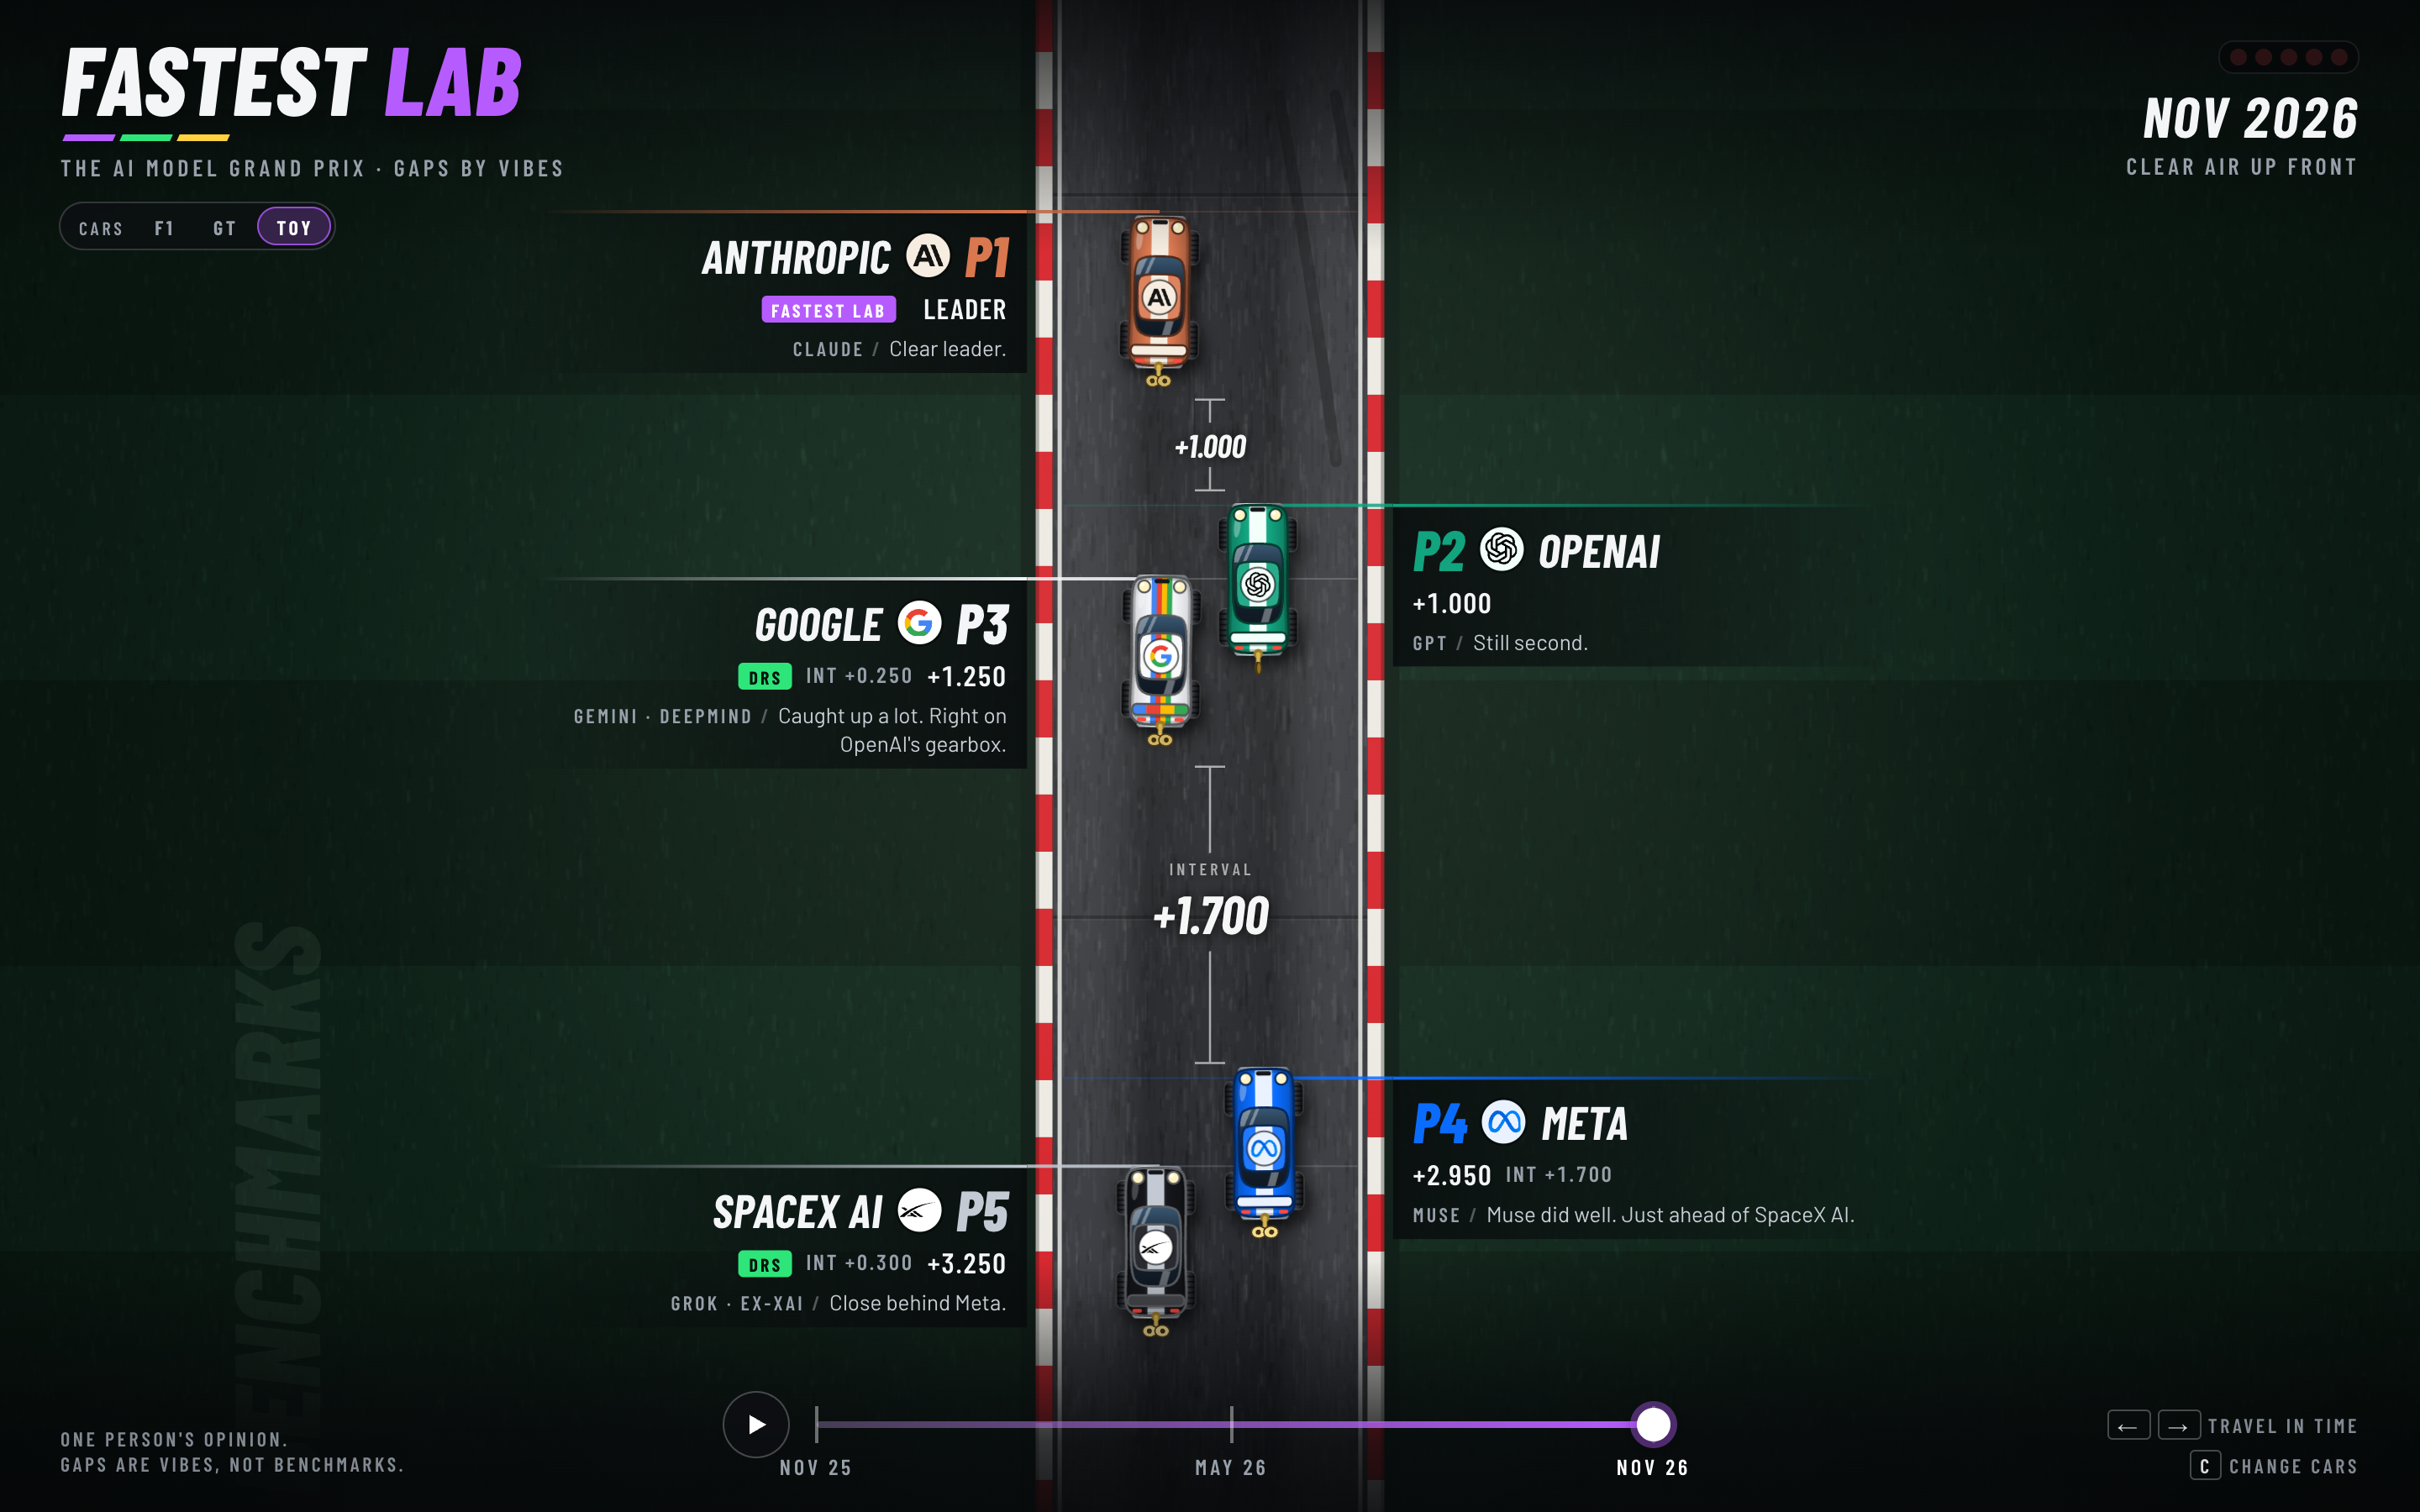 FASTEST LAB
THE AI MODEL GRAND PRIX · GAPS BY VIBES
CARS F1 GT TOY
NOV 2026
CLEAR AIR UP FRONT
ANTHROPIC AI P1
FASTEST LAB LEADER
CLAUDE / Clear leader.
AI
+1.000
P2 OPENAI
+1.000
GPT / Still second.
GOOGLE G P3
DRS INT +0.250 +1.250
GEMINI · DEEPMIND / Caught up a lot. Right on
OpenAI's gearbox.
G
INTERVAL
+1.700
P4 META
+2.950 INT +1.700
MUSE / Muse did well. Just ahead of SpaceX AI.
SPACEX AI P5
DRS INT +0.300 +3.250
GROK · EX-XAI / Close behind Meta.
BENCHMARKS
ONE PERSON'S OPINION.
GAPS ARE VIBES, NOT BENCHMARKS.
NOV 25 MAY 26 NOV 26
← → TRAVEL IN TIME
C CHANGE CARS